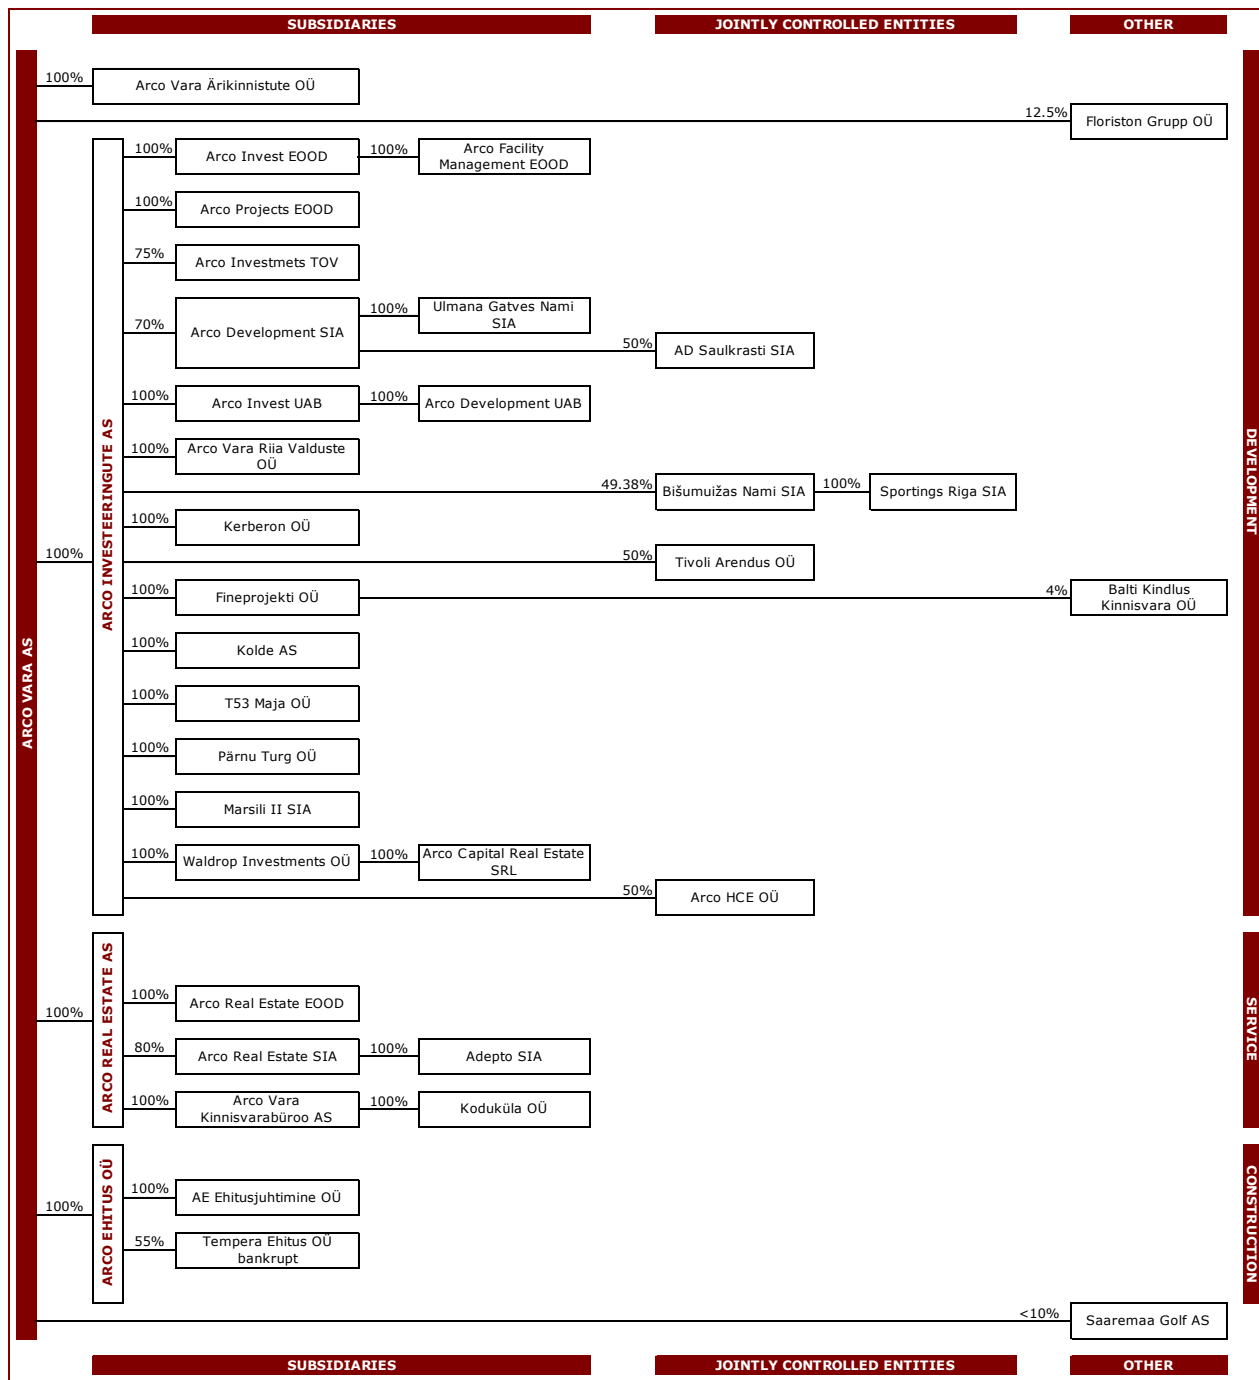 SUBSIDIARIES
JOINTLY CONTROLLED ENTITIES
OTHER
ARCO VARA AS
100%
Arco Vara Ärikinnistute OÜ
12.5%
Floriston Grupp OÜ
DEVELOPMENT
100%
ARCO INVESTEERINGUTE AS
100%
Arco Invest EOOD
100%
Arco Facility
Management EOOD
100%
Arco Projects EOOD
75%
Arco Investmets TOV
70%
Arco Development SIA
100%
Ulmana Gatves Nami
SIA
50%
AD Saulkrasti SIA
100%
Arco Invest UAB
100%
Arco Development UAB
100%
Arco Vara Riia Valduste
OÜ
49.38%
Bišumuižas Nami SIA
100%
Sportings Riga SIA
100%
Kerberon OÜ
50%
Tivoli Arendus OÜ
100%
Fineprojekti OÜ
4%
Balti Kindlus
Kinnisvara OÜ
100%
Kolde AS
100%
T53 Maja OÜ
100%
Pärnu Turg OÜ
100%
Marsili II SIA
100%
Waldrop Investments OÜ
100%
Arco Capital Real Estate
SRL
50%
Arco HCE OÜ
100%
ARCO REAL ESTATE AS
SERVICE
100%
Arco Real Estate EOOD
80%
Arco Real Estate SIA
100%
Adepto SIA
100%
Arco Vara
Kinnisvarabüroo AS
100%
Koduküla OÜ
100%
ARCO EHITUS OÜ
CONSTRUCTION
100%
AE Ehitusjuhtimine OÜ
55%
Tempera Ehitus OÜ
bankrupt
<10%
Saaremaa Golf AS
SUBSIDIARIES
JOINTLY CONTROLLED ENTITIES
OTHER